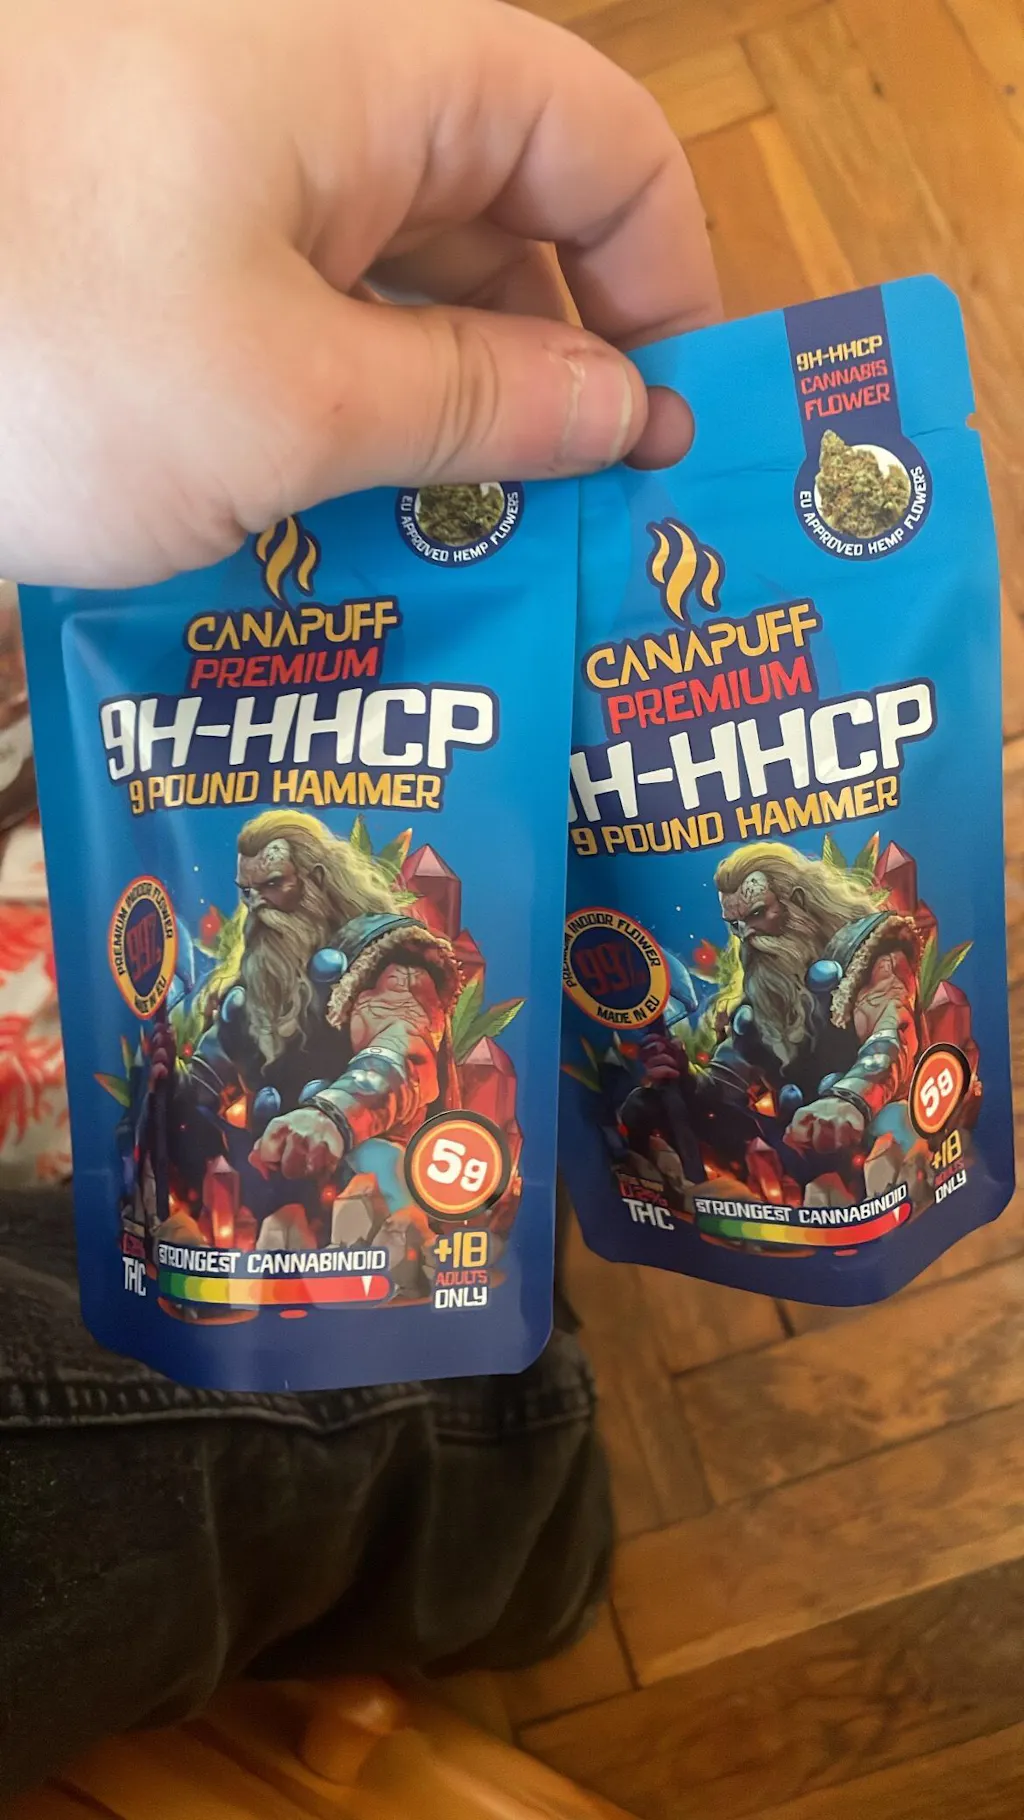 EU APPROVED HEMP FLOWERS
CANAPUFF
PREMIUM
9H-HHCP
9 POUND HAMMER
PREMIUM INDOOR FLOWER
99%
MADE IN EU
5g
THC
STRONGEST CANNABINOID
+18
ADULTS
ONLY
9H-HHCP
CANNABIS
FLOWER
EU APPROVED HEMP FLOWERS
CANAPUFF
PREMIUM
H-HHCP
9 POUND HAMMER
PREMIUM INDOOR FLOWER
99%
MADE IN EU
5g
THC
STRONGEST CANNABINOID
+18
ADULTS
ONLY